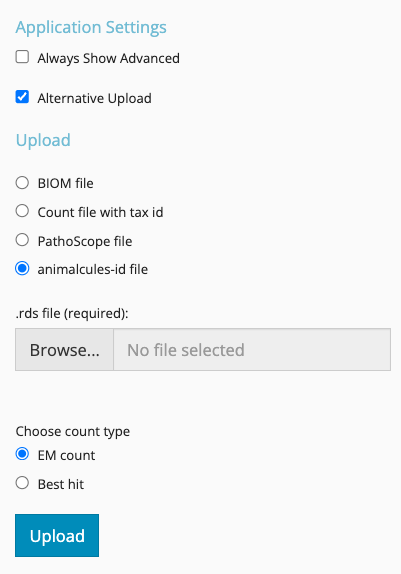 Application Settings
Always Show Advanced
Alternative Upload
Upload
BIOM file
Count file with tax id
PathoScope file
animalcules-id file
.rds file (required):
Browse... No file selected
Choose count type
EM count
Best hit
Upload